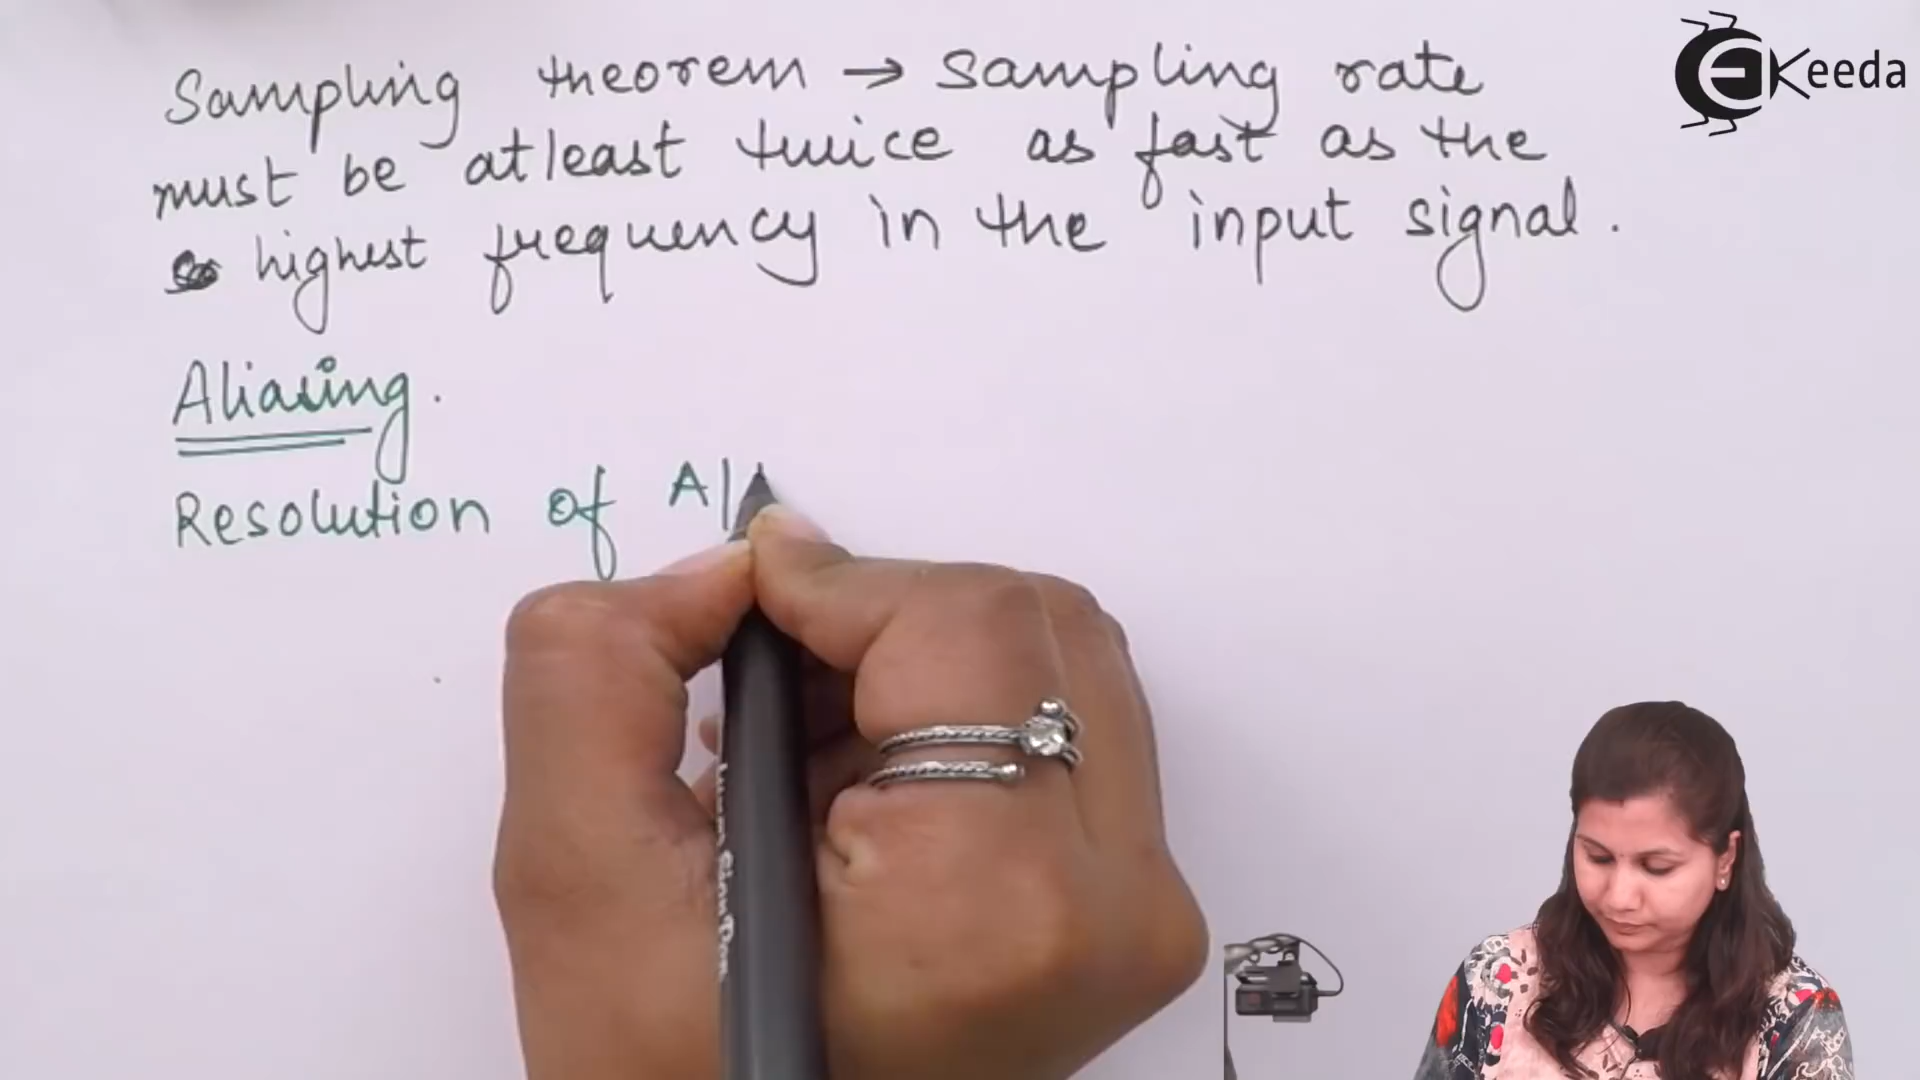 Sampling theorem → sampling rate
must be atleast twice as fast as the
highest frequency in the input signal.
Aliasing.
Resolution of A|
Keeda